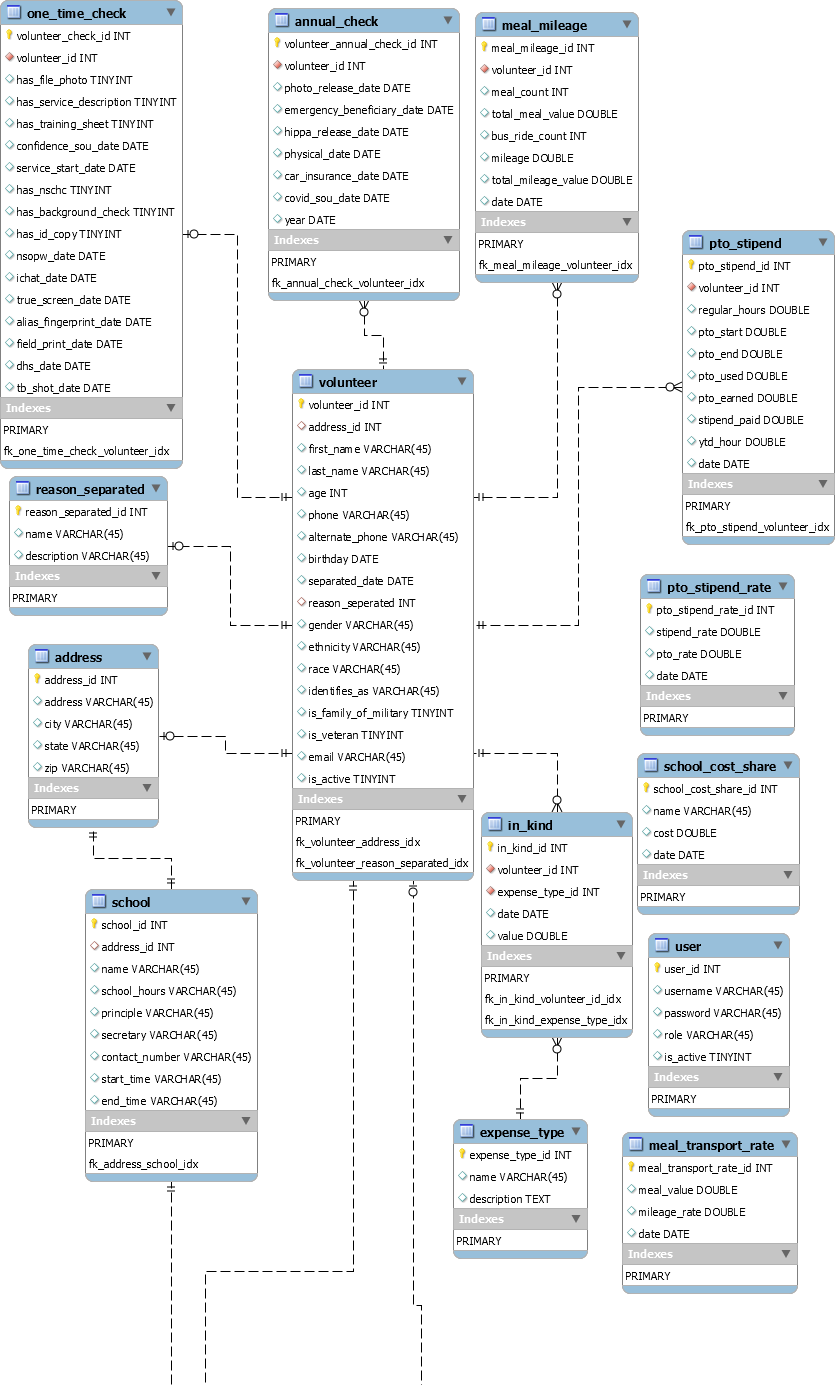 one_time_check
volunteer_check_id INT
volunteer_id INT
has_file_photo TINYINT
has_service_description TINYINT
has_training_sheet TINYINT
confidence_sou_date DATE
service_start_date DATE
has_nschc TINYINT
has_background_check TINYINT
has_id_copy TINYINT
nsopw_date DATE
ichat_date DATE
true_screen_date DATE
alias_fingerprint_date DATE
field_print_date DATE
dhs_date DATE
tb_shot_date DATE
Indexes
PRIMARY
fk_one_time_check_volunteer_idx
annual_check
volunteer_annual_check_id INT
volunteer_id INT
photo_release_date DATE
emergency_beneficiary_date DATE
hippa_release_date DATE
physical_date DATE
car_insurance_date DATE
covid_sou_date DATE
year DATE
Indexes
PRIMARY
fk_annual_check_volunteer_idx
meal_mileage
meal_mileage_id INT
volunteer_id INT
meal_count INT
total_meal_value DOUBLE
bus_ride_count INT
mileage DOUBLE
total_mileage_value DOUBLE
date DATE
Indexes
PRIMARY
fk_meal_mileage_volunteer_idx
pto_stipend
pto_stipend_id INT
volunteer_id INT
regular_hours DOUBLE
pto_start DOUBLE
pto_end DOUBLE
pto_used DOUBLE
pto_earned DOUBLE
stipend_paid DOUBLE
ytd_hour DOUBLE
date DATE
Indexes
PRIMARY
fk_pto_stipend_volunteer_idx
volunteer
volunteer_id INT
address_id INT
first_name VARCHAR(45)
last_name VARCHAR(45)
age INT
phone VARCHAR(45)
alternate_phone VARCHAR(45)
birthday DATE
separated_date DATE
reason_seperated INT
gender VARCHAR(45)
ethnicity VARCHAR(45)
race VARCHAR(45)
identifies_as VARCHAR(45)
is_family_of_military TINYINT
is_veteran TINYINT
email VARCHAR(45)
is_active TINYINT
Indexes
PRIMARY
fk_volunteer_address_idx
fk_volunteer_reason_separated_idx
reason_separated
reason_separated_id INT
name VARCHAR(45)
description VARCHAR(45)
Indexes
PRIMARY
pto_stipend_rate
pto_stipend_rate_id INT
stipend_rate DOUBLE
pto_rate DOUBLE
date DATE
Indexes
PRIMARY
address
address_id INT
address VARCHAR(45)
city VARCHAR(45)
state VARCHAR(45)
zip VARCHAR(45)
Indexes
PRIMARY
school_cost_share
school_cost_share_id INT
name VARCHAR(45)
cost DOUBLE
date DATE
Indexes
PRIMARY
in_kind
in_kind_id INT
volunteer_id INT
expense_type_id INT
date DATE
value DOUBLE
Indexes
PRIMARY
fk_in_kind_volunteer_id_idx
fk_in_kind_expense_type_idx
school
school_id INT
address_id INT
name VARCHAR(45)
school_hours VARCHAR(45)
principle VARCHAR(45)
secretary VARCHAR(45)
contact_number VARCHAR(45)
start_time VARCHAR(45)
end_time VARCHAR(45)
Indexes
PRIMARY
fk_address_school_idx
user
user_id INT
username VARCHAR(45)
password VARCHAR(45)
role VARCHAR(45)
is_active TINYINT
Indexes
PRIMARY
expense_type
expense_type_id INT
name VARCHAR(45)
description TEXT
Indexes
PRIMARY
meal_transport_rate
meal_transport_rate_id INT
meal_value DOUBLE
mileage_rate DOUBLE
date DATE
Indexes
PRIMARY